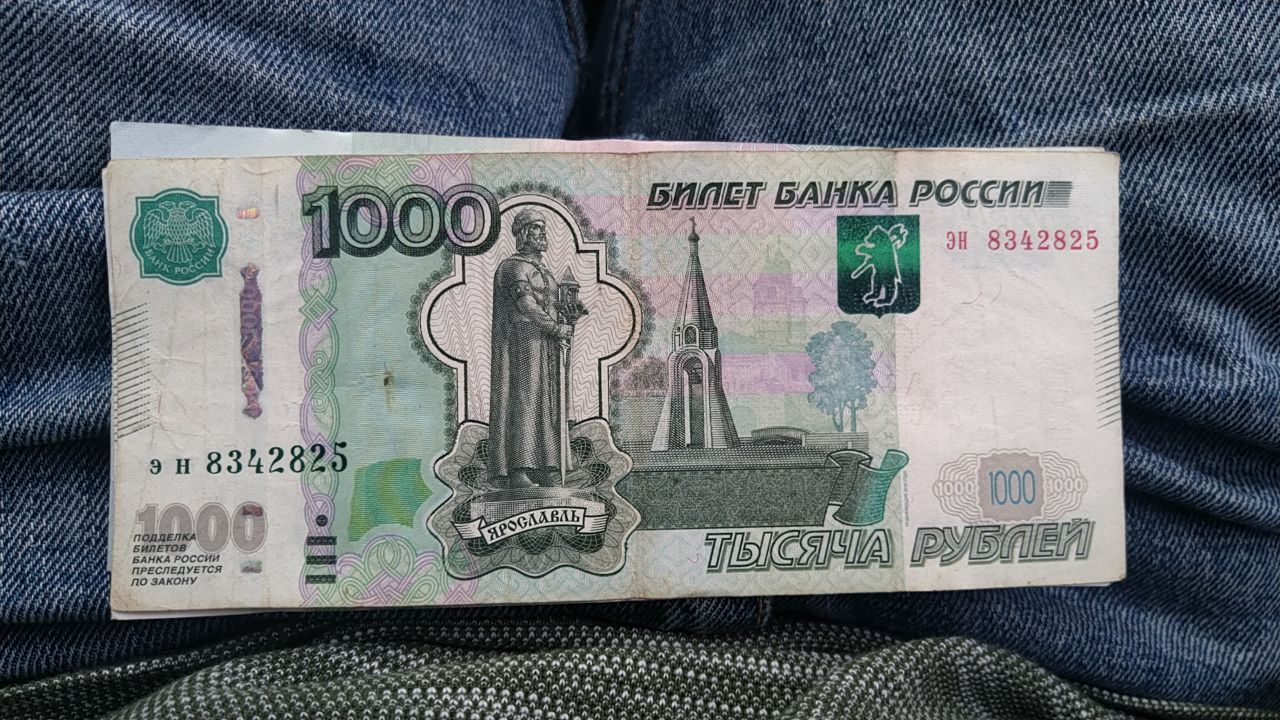 1000
БИЛЕТ БАНКА РОССИИ
БАНК РОССИИ
эн 8342825
эн 8342825
ЯРОСЛАВЛЬ
1000
ПОДДЕЛКА
БИЛЕТОВ
БАНКА РОССИИ
ПРЕСЛЕДУЕТСЯ
ПО ЗАКОНУ
1000 1000 1000
ТЫСЯЧА РУБЛЕЙ